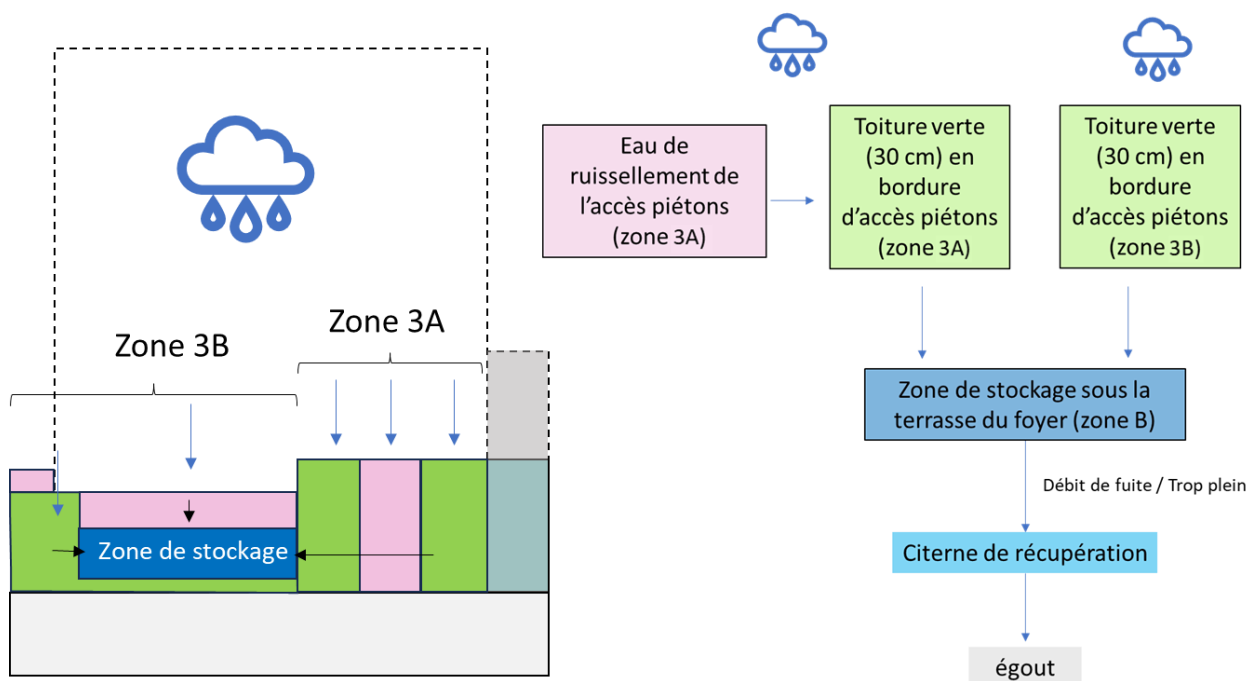 Zone 3B
Zone 3A
Zone de stockage
Eau de
ruissellement de
l'accès piétons
(zone 3A)
Toiture verte
(30 cm) en
bordure
d'accès piétons
(zone 3A)
Toiture verte
(30 cm) en
bordure
d'accès piétons
(zone 3B)
Zone de stockage sous la
terrasse du foyer (zone B)
Débit de fuite / Trop plein
Citerne de récupération
égout